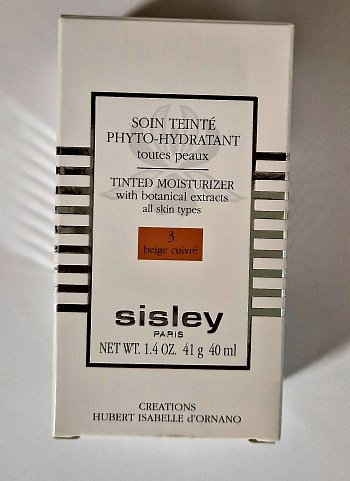 SOIN TEINTÉ
PHYTO-HYDRATANT
toutes peaux
TINTED MOISTURIZER
with botanical extracts
all skin types
3
beige cuivré
sisley
PARIS
NET WT. 1.4 OZ. 41 g 40 ml
CREATIONS
HUBERT ISABELLE d'ORNANO